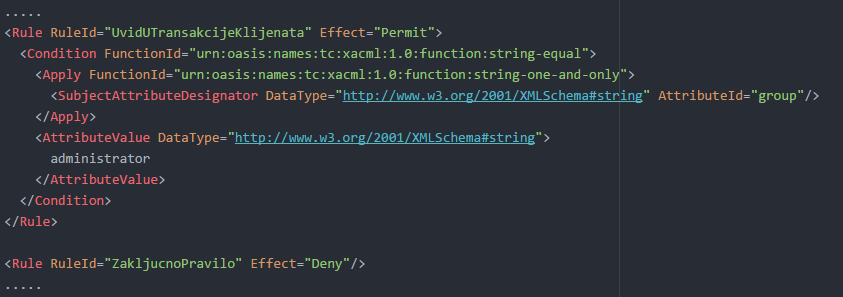 .....
<Rule RuleId="UvidUTransakcijeKlijenata" Effect="Permit">
  <Condition FunctionId="urn:oasis:names:tc:xacml:1.0:function:string-equal">
    <Apply FunctionId="urn:oasis:names:tc:xacml:1.0:function:string-one-and-only">
      <SubjectAttributeDesignator DataType="http://www.w3.org/2001/XMLSchema#string" AttributeId="group"/>
    </Apply>
    <AttributeValue DataType="http://www.w3.org/2001/XMLSchema#string">
      administrator
    </AttributeValue>
  </Condition>
</Rule>
<Rule RuleId="ZakljucnoPravilo" Effect="Deny"/>
.....